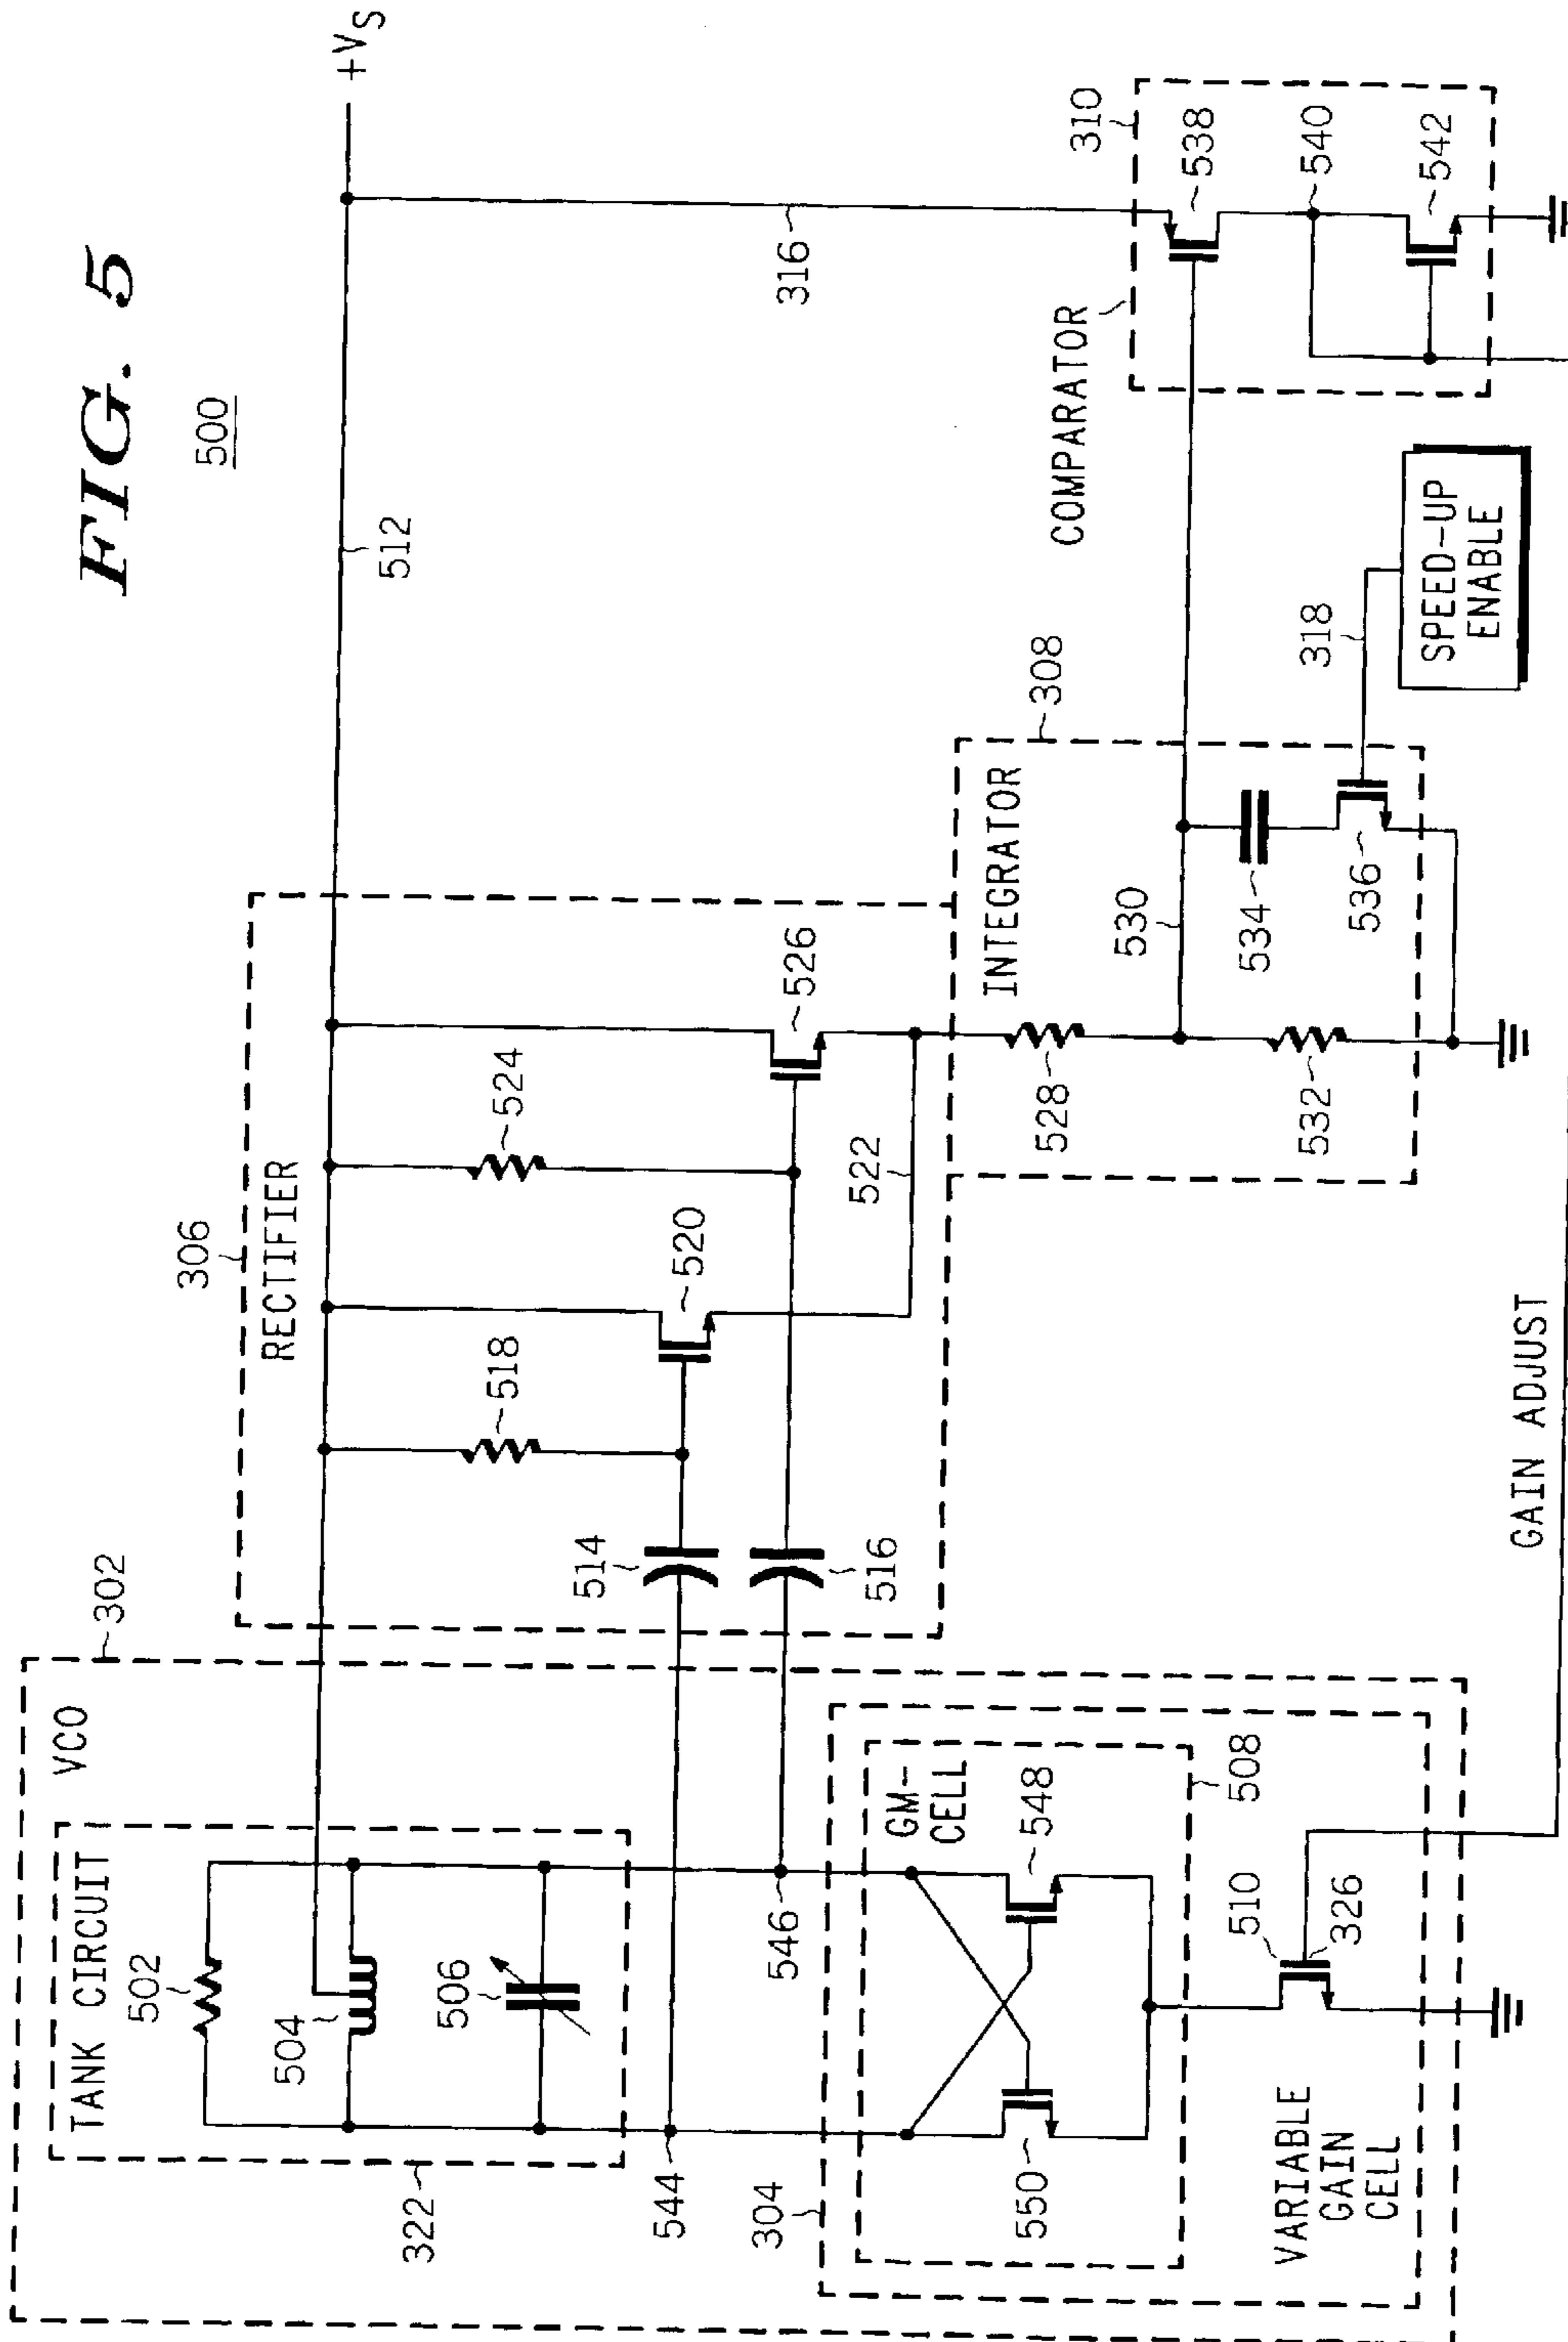 FIG. 5
500
+VS
512
316
310
538
540
542
COMPARATOR
318
SPEED-UP
ENABLE
308
INTEGRATOR
530
534
536
528
532
306
RECTIFIER
524
526
522
518
520
514
516
302
VCO
TANK CIRCUIT
502
504
506
322
544
546
304
GM-
CELL
548
508
550
510
326
VARIABLE
GAIN
CELL
GAIN ADJUST